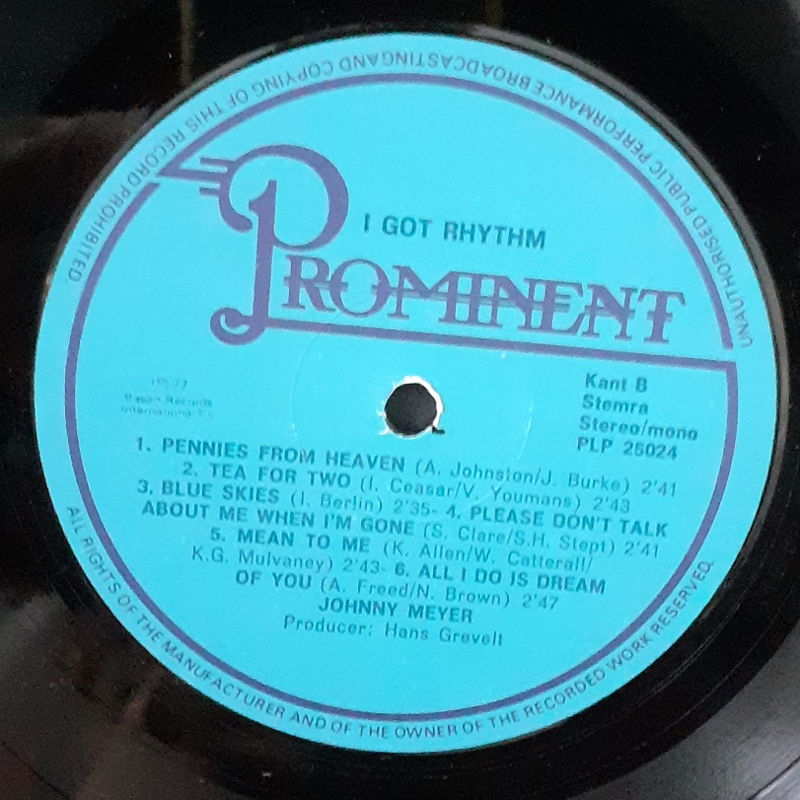 UNAUTHORISED PUBLIC PERFORMANCE BROADCASTING AND COPYING OF THIS RECORD PROHIBITED.
I GOT RHYTHM
PROMINENT
Kant B
Stemra
Stereo/mono
PLP 25024
Records
International
1. PENNIES FROM HEAVEN (A. Johnston/J. Burke) 2'41
2. TEA FOR TWO (I. Ceasar/V. Youmans) 2'43
3. BLUE SKIES (I. Berlin) 2'35- 4. PLEASE DON'T TALK
ABOUT ME WHEN I'M GONE (S. Clare/S.H. Stept) 2'41
5. MEAN TO ME (K. Allen/W. Catterall/
K.G. Mulvaney) 2'43- 6. ALL I DO IS DREAM
OF YOU (A. Freed/N. Brown) 2'47
JOHNNY MEYER
Producer: Hans Grevelt
ALL RIGHTS OF THE MANUFACTURER AND OF THE OWNER OF THE RECORDED WORK RESERVED.